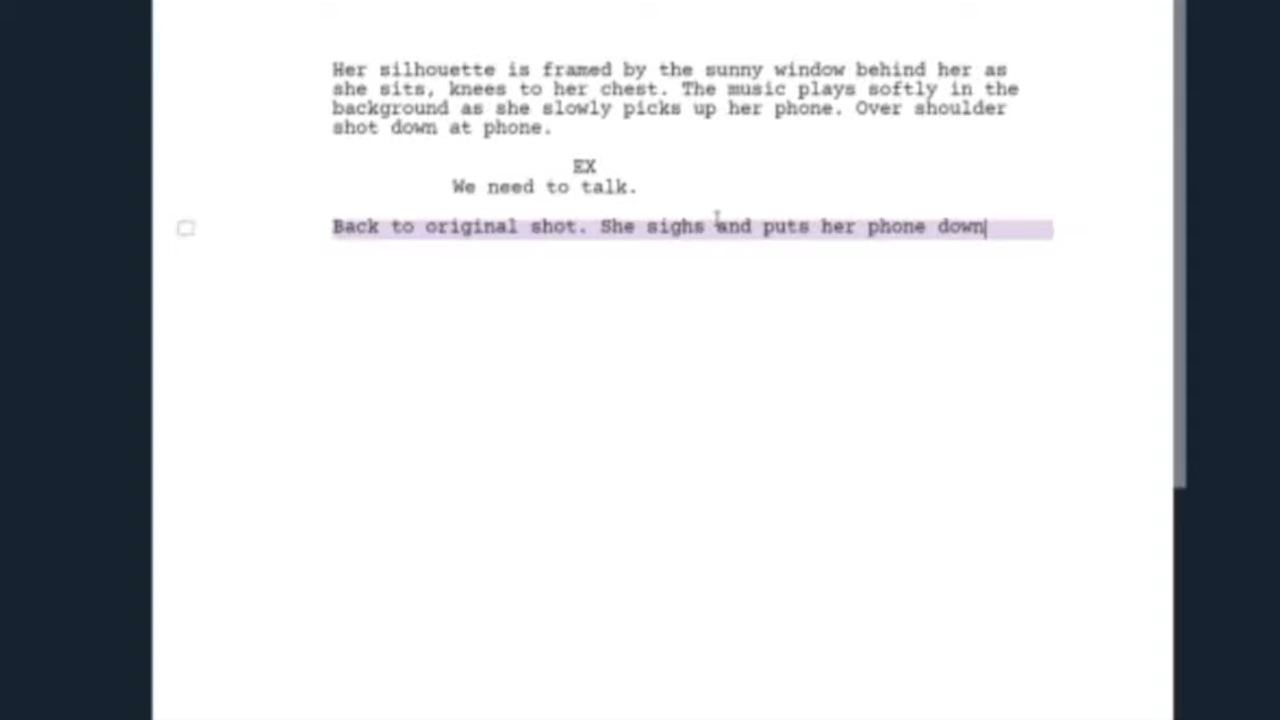 Her silhouette is framed by the sunny window behind her as
she sits, knees to her chest. The music plays softly in the
background as she slowly picks up her phone. Over shoulder
shot down at phone.
EX
We need to talk.
Back to original shot. She sighs and puts her phone down